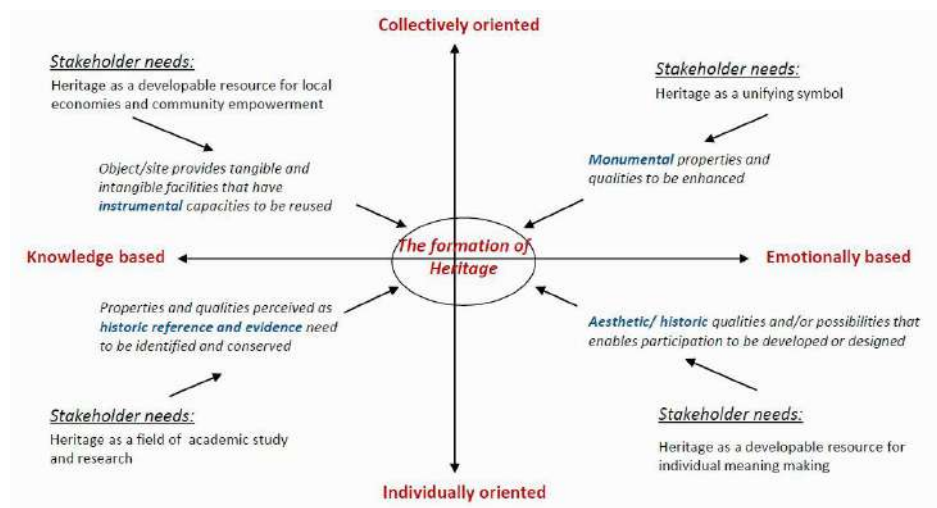 Collectively oriented
Stakeholder needs:
Heritage as a developable resource for local
economies and community empowerment
Stakeholder needs:
Heritage as a unifying symbol
Object/site provides tangible and
intangible facilities that have
instrumental capacities to be reused
Monumental properties and
qualities to be enhanced
The formation of
Heritage
Knowledge based
Emotionally based
Properties and qualities perceived as
historic reference and evidence need
to be identified and conserved
Aesthetic/ historic qualities and/or possibilities that
enables participation to be developed or designed
Stakeholder needs:
Heritage as a field of academic study
and research
Stakeholder needs:
Heritage as a developable resource for
individual meaning making
Individually oriented